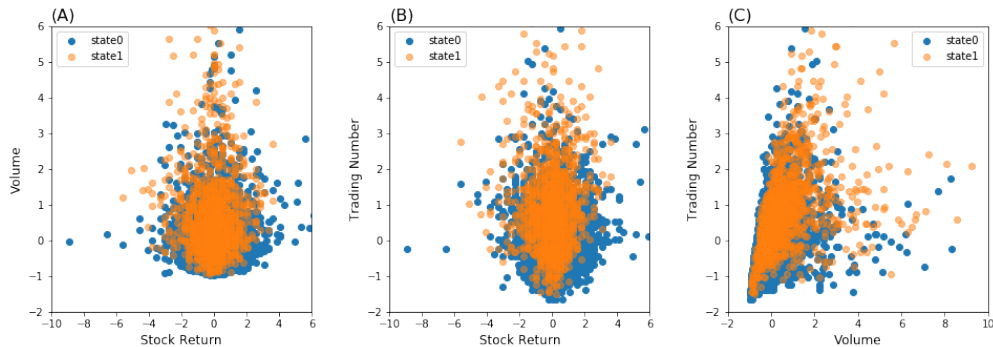 (A)
state0
state1
Volume
6
5
4
3
2
1
0
−1
−2
−10 −8 −6 −4 −2 0 2 4 6
Stock Return
(B)
state0
state1
Trading Number
6
5
4
3
2
1
0
−1
−2
−10 −8 −6 −4 −2 0 2 4 6
Stock Return
(C)
state0
state1
Trading Number
6
5
4
3
2
1
0
−1
−2
−2 0 2 4 6 8 10
Volume